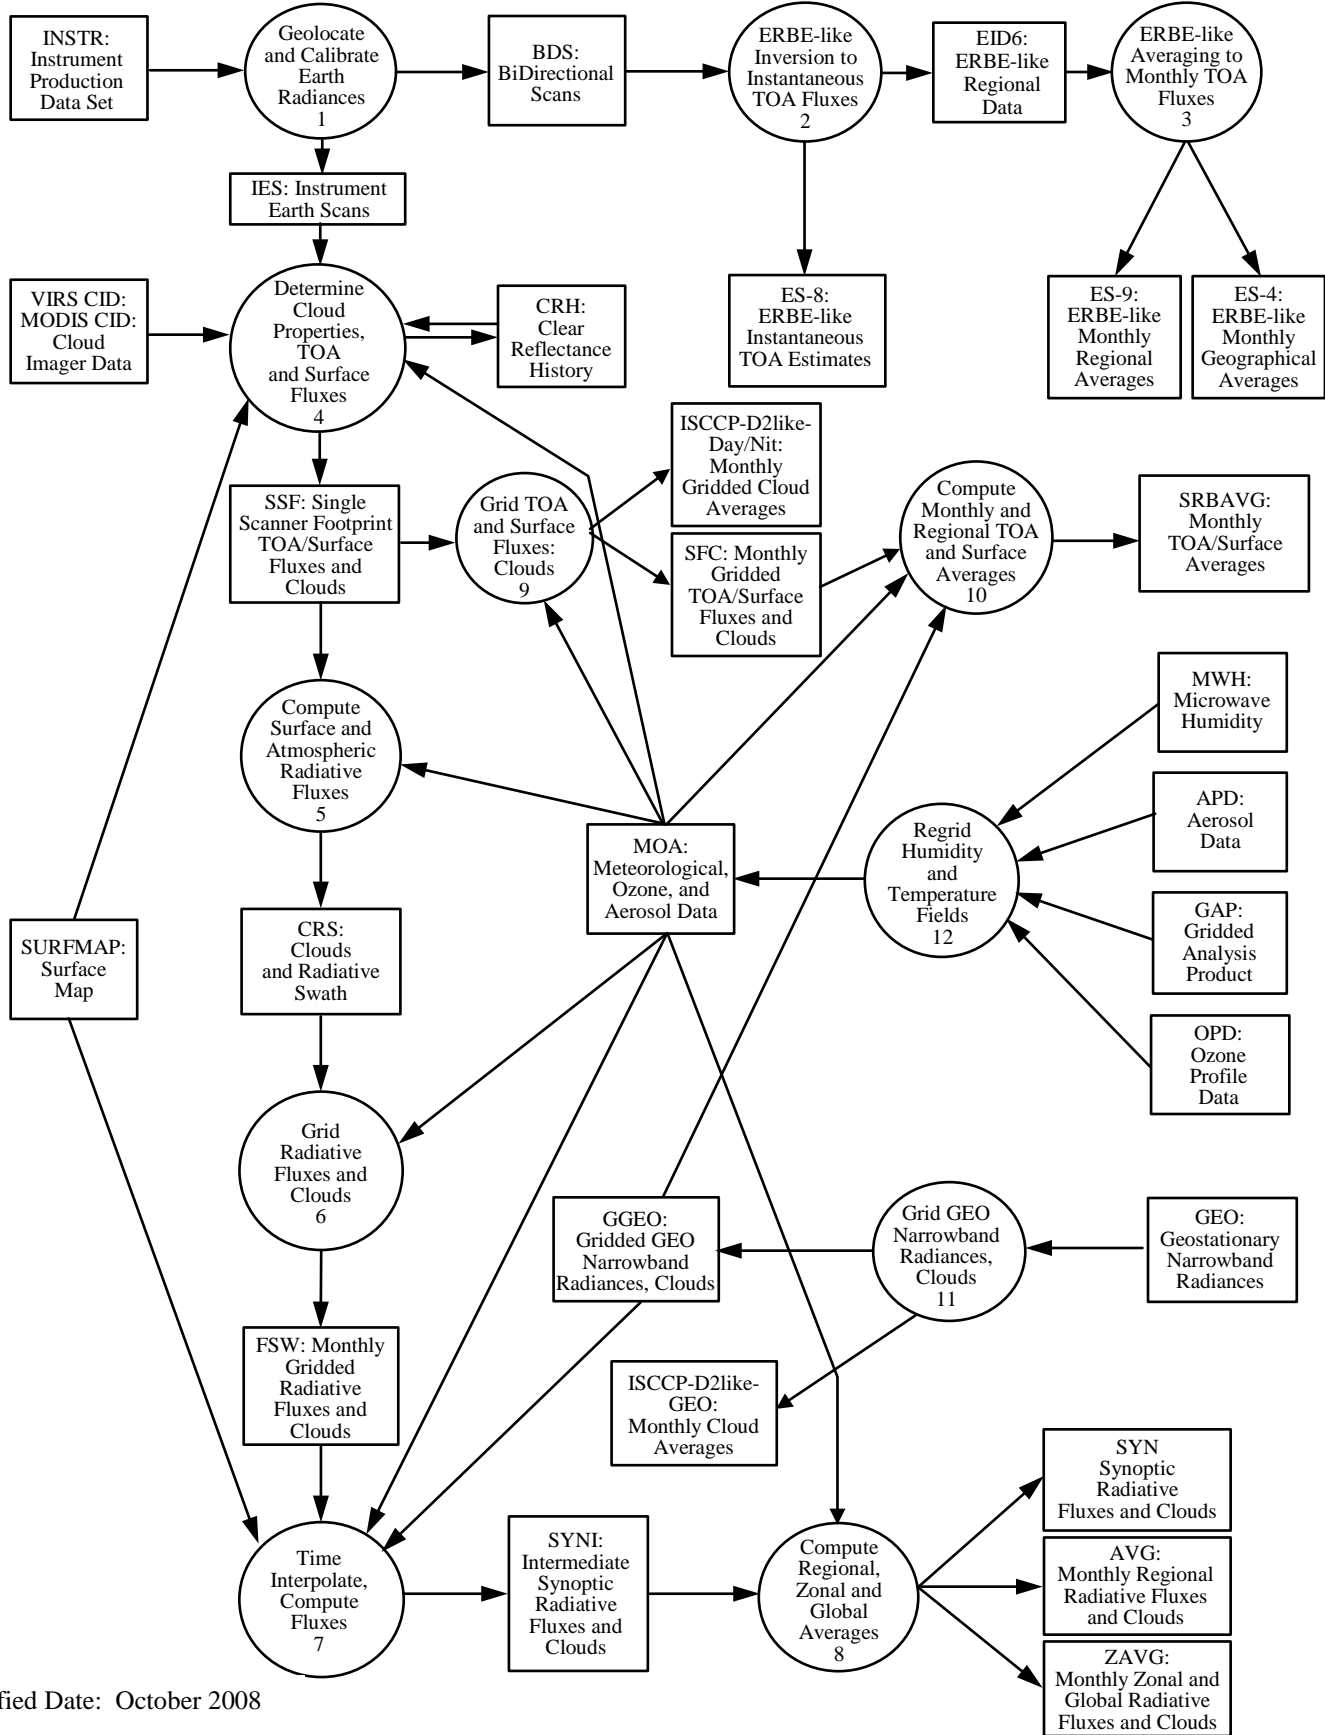 INSTR:
Instrument
Production
Data Set
Geolocate
and Calibrate
Earth
Radiances
1
BDS:
BiDirectional
Scans
ERBE-like
Inversion to
Instantaneous
TOA Fluxes
2
EID6:
ERBE-like
Regional
Data
ERBE-like
Averaging to
Monthly TOA
Fluxes
3
IES: Instrument
Earth Scans
VIRS CID:
MODIS CID:
Cloud
Imager Data
Determine
Cloud
Properties,
TOA
and Surface
Fluxes
4
CRH:
Clear
Reflectance
History
ES-8:
ERBE-like
Instantaneous
TOA Estimates
ES-9:
ERBE-like
Monthly
Regional
Averages
ES-4:
ERBE-like
Monthly
Geographical
Averages
SSF: Single
Scanner Footprint
TOA/Surface
Fluxes and
Clouds
Grid TOA
and Surface
Fluxes:
Clouds
9
ISCCP-D2like-
Day/Nit:
Monthly
Gridded Cloud
Averages
SFC: Monthly
Gridded
TOA/Surface
Fluxes and
Clouds
Compute
Monthly and
Regional TOA
and Surface
Averages
10
SRBAVG:
Monthly
TOA/Surface
Averages
Compute
Surface and
Atmospheric
Radiative
Fluxes
5
MWH:
Microwave
Humidity
APD:
Aerosol
Data
MOA:
Meteorological,
Ozone, and
Aerosol Data
Regrid
Humidity
and
Temperature
Fields
12
GAP:
Gridded
Analysis
Product
SURFMAP:
Surface
Map
CRS:
Clouds
and Radiative
Swath
OPD:
Ozone
Profile
Data
Grid
Radiative
Fluxes and
Clouds
6
GGEO:
Gridded GEO
Narrowband
Radiances, Clouds
Grid GEO
Narrowband
Radiances,
Clouds
11
GEO:
Geostationary
Narrowband
Radiances
FSW: Monthly
Gridded
Radiative
Fluxes and
Clouds
ISCCP-D2like-
GEO:
Monthly Cloud
Averages
Time
Interpolate,
Compute
Fluxes
7
SYNI:
Intermediate
Synoptic
Radiative
Fluxes and
Clouds
Compute
Regional,
Zonal and
Global
Averages
8
SYN
Synoptic
Radiative
Fluxes and Clouds
AVG:
Monthly Regional
Radiative Fluxes
and Clouds
ZAVG:
Monthly Zonal and
Global Radiative
Fluxes and Clouds
fied Date: October 2008